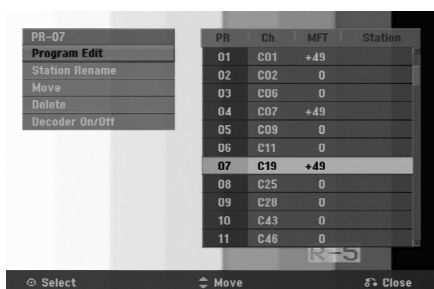 PR-07
Program Edit
Station Rename
Move
Delete
Decoder On/Off
PR Ch. MFT Station
01 C01 +49
02 C02 0
03 C06 0
04 C07 +49
05 C09 0
06 C11 0
07 C19 +49
08 C25 0
09 C28 0
10 C43 0
11 C46 0
R-5
Select Move Close